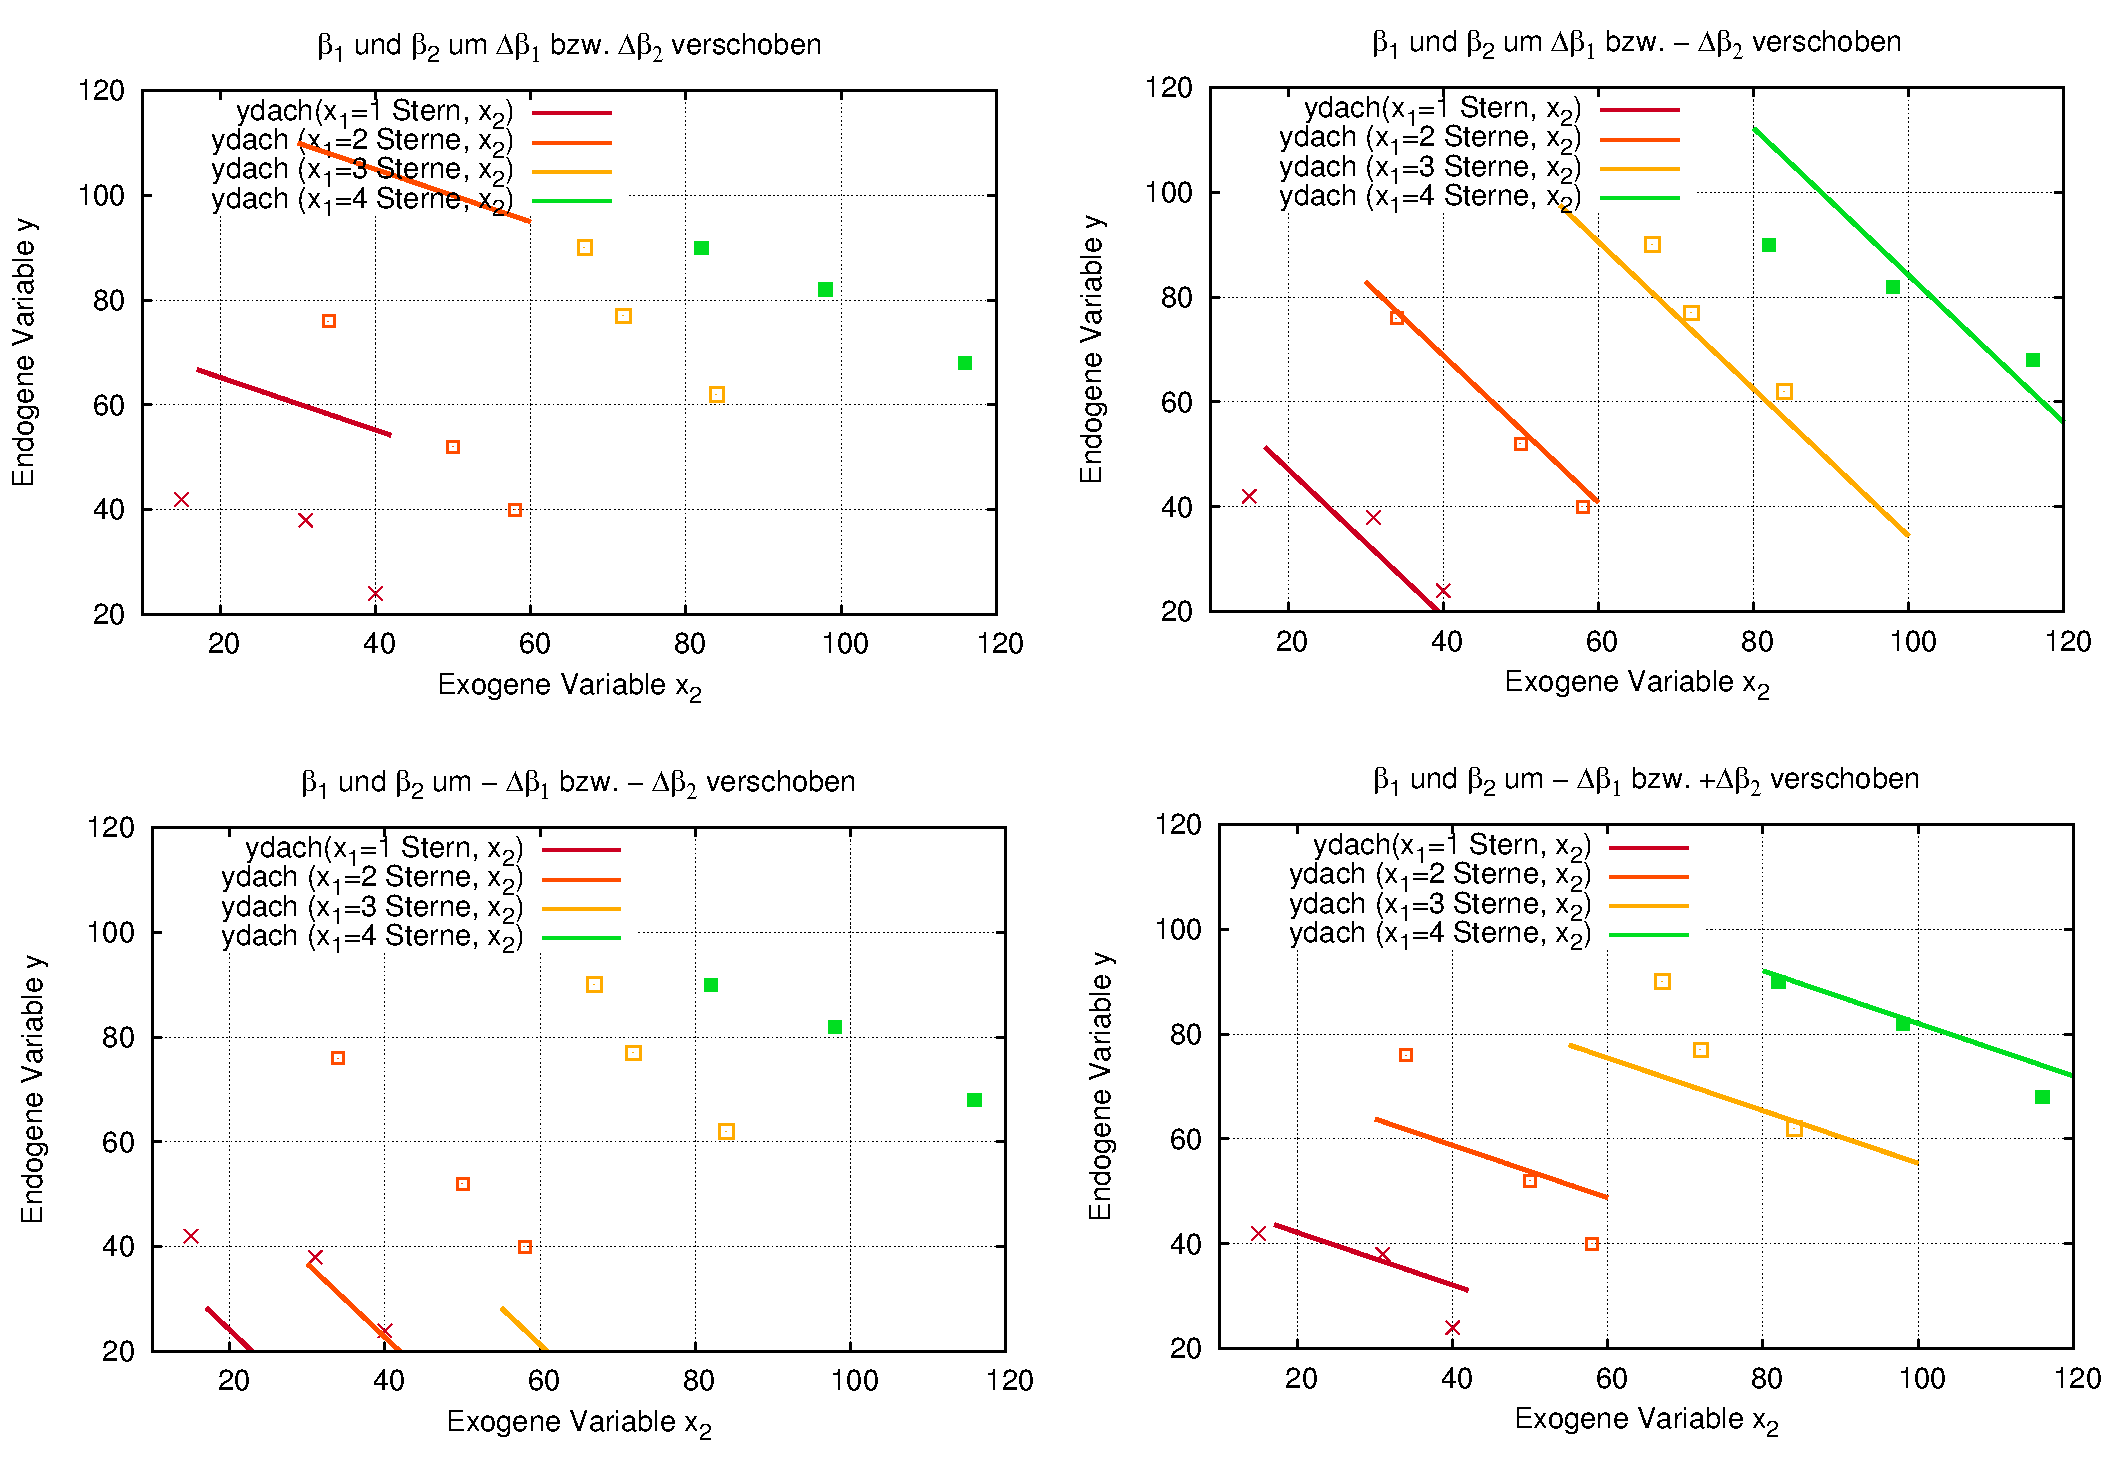 β₁ und β₂ um Δβ₁ bzw. Δβ₂ verschoben
120
100
80
60
40
20
Endogene Variable y
ydach(x₁=1 Stern, x₂)
ydach (x₁=2 Sterne, x₂)
ydach (x₁=3 Sterne, x₂)
ydach (x₁=4 Sterne, x₂)
20 40 60 80 100 120
Exogene Variable x₂
β₁ und β₂ um Δβ₁ bzw. − Δβ₂ verschoben
120
100
80
60
40
20
Endogene Variable y
ydach(x₁=1 Stern, x₂)
ydach (x₁=2 Sterne, x₂)
ydach (x₁=3 Sterne, x₂)
ydach (x₁=4 Sterne, x₂)
20 40 60 80 100 120
Exogene Variable x₂
β₁ und β₂ um − Δβ₁ bzw. − Δβ₂ verschoben
120
100
80
60
40
20
Endogene Variable y
ydach(x₁=1 Stern, x₂)
ydach (x₁=2 Sterne, x₂)
ydach (x₁=3 Sterne, x₂)
ydach (x₁=4 Sterne, x₂)
20 40 60 80 100 120
Exogene Variable x₂
β₁ und β₂ um − Δβ₁ bzw. +Δβ₂ verschoben
120
100
80
60
40
20
Endogene Variable y
ydach(x₁=1 Stern, x₂)
ydach (x₁=2 Sterne, x₂)
ydach (x₁=3 Sterne, x₂)
ydach (x₁=4 Sterne, x₂)
20 40 60 80 100 120
Exogene Variable x₂